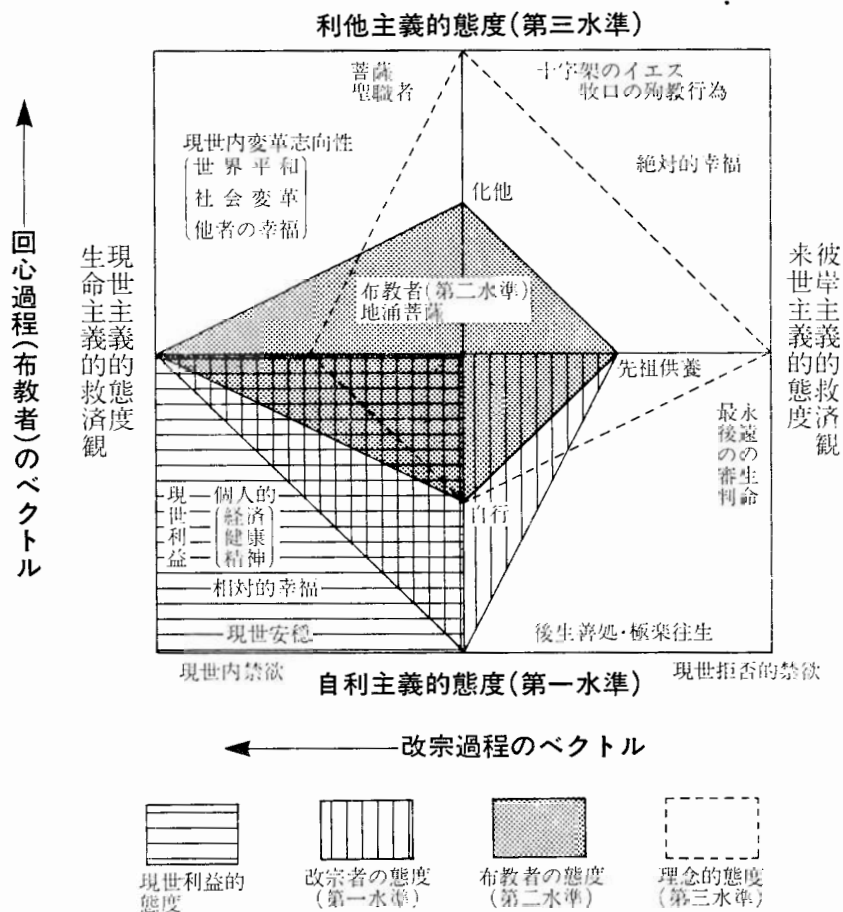 利他主義的態度(第三水準)
菩薩
聖職者
十字架のイエス
牧口の殉教行為
現世内変革志向性
世界平和
社会変革
他者の幸福
絶対的幸福
化他
回心過程(布教者)のベクトル
現世主義的態度
生命主義的救済観
布教者(第二水準)
地涌菩薩
彼岸主義的救済観
来世主義的態度
先祖供養
永遠の生命
最後の審判
現世利益
個人的
経済
健康
精神
自行
相対的幸福
現世安穏
後生善処・極楽往生
現世内禁欲
自利主義的態度(第一水準)
現世拒否的禁欲
改宗過程のベクトル
現世利益的
態度
改宗者の態度
(第一水準)
布教者の態度
(第二水準)
理念的態度
(第三水準)